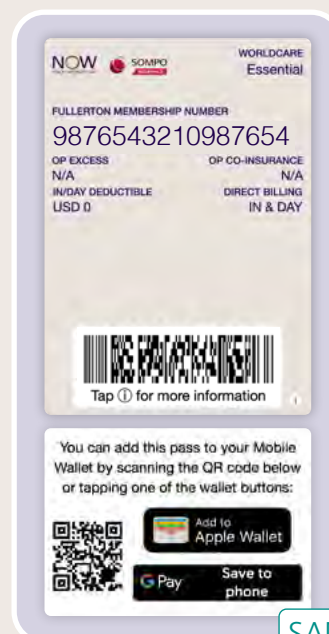 NOW SOMPO WORLDCARE
Essential
FULLERTON MEMBERSHIP NUMBER
9876543210987654
OP EXCESS OP CO-INSURANCE
N/A N/A
IN/DAY DEDUCTIBLE DIRECT BILLING
USD 0 IN & DAY
Tap ⓘ for more information
You can add this pass to your Mobile
Wallet by scanning the QR code below
or tapping one of the wallet buttons:
Add to
Apple Wallet
G Pay Save to
phone